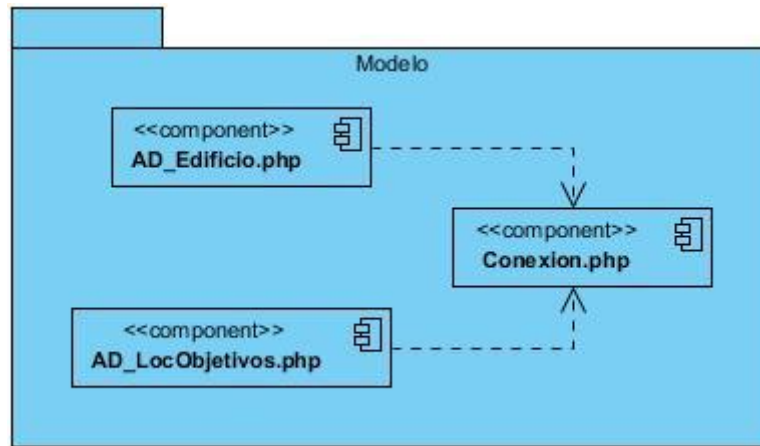 Modelo
<<component>>
AD_Edificio.php
<<component>>
Conexion.php
<<component>>
AD_LocObjetivos.php